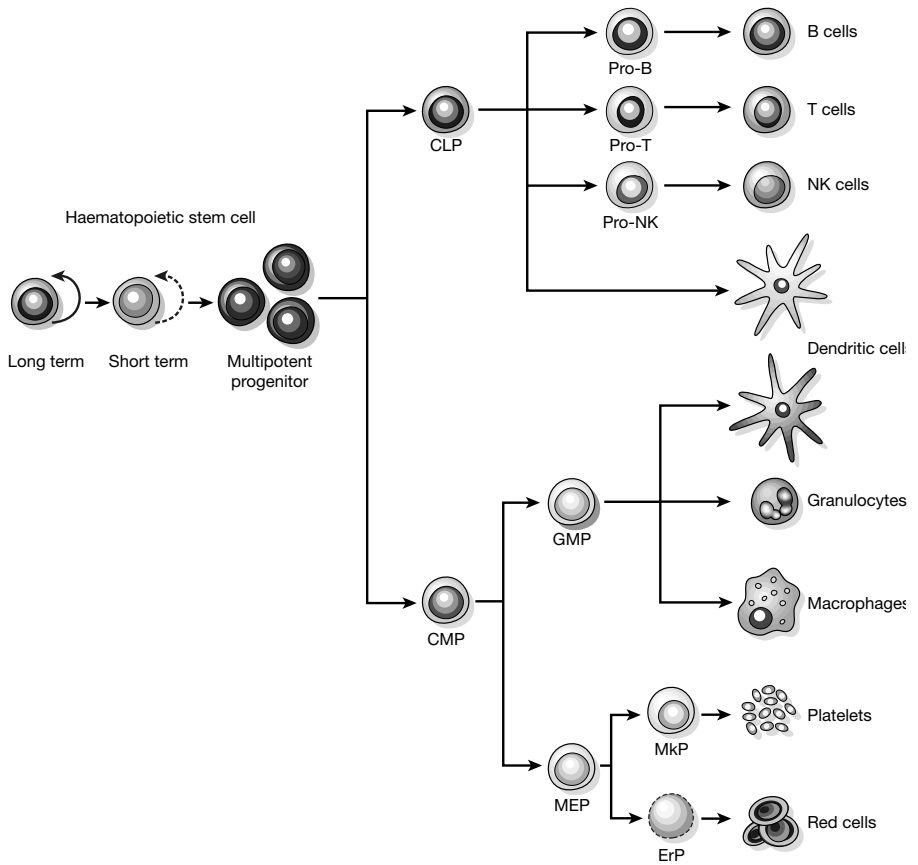 B cells
Pro-B
T cells
CLP
Pro-T
NK cells
Pro-NK
Haematopoietic stem cell
Long term
Short term
Multipotent
progenitor
Dendritic cells
Granulocytes
GMP
Macrophages
CMP
Platelets
MkP
MEP
Red cells
ErP